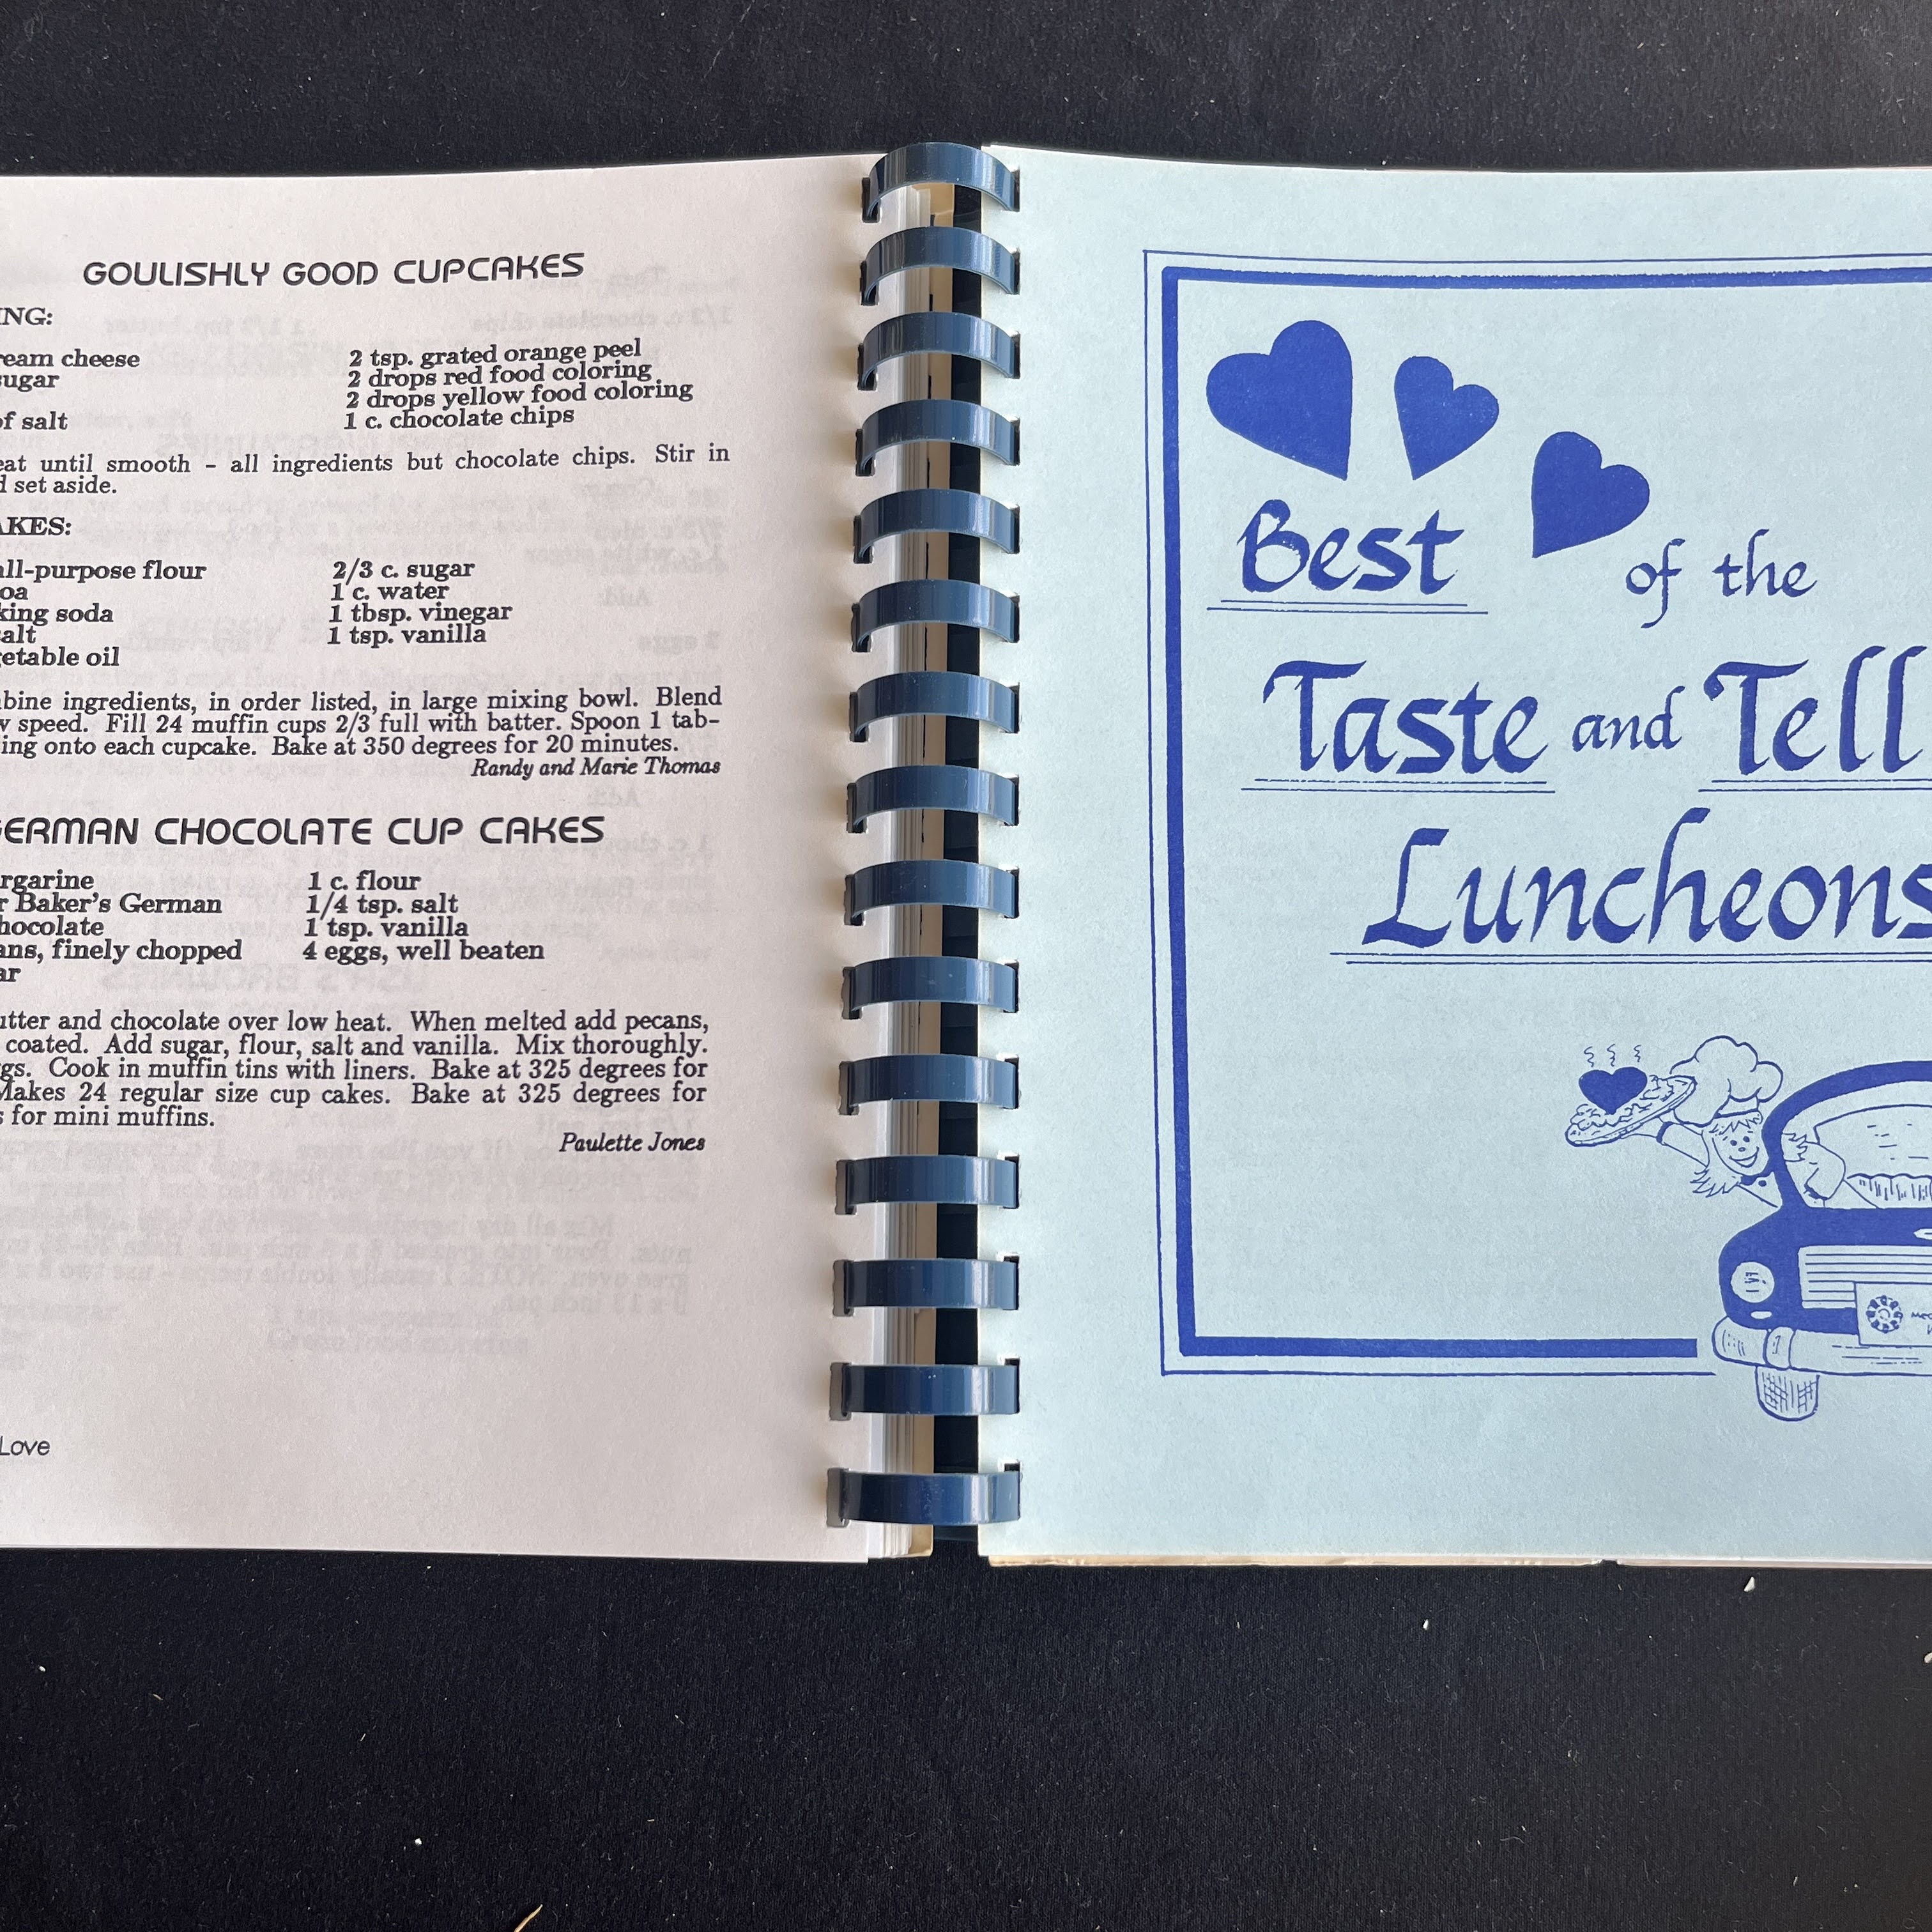 GOULISHLY GOOD CUPCAKES
ING:
ream cheese
sugar
of salt
2 tsp. grated orange peel
2 drops red food coloring
2 drops yellow food coloring
1 c. chocolate chips
eat until smooth - all ingredients but chocolate chips. Stir in
d set aside.
AKES:
all-purpose flour
oa
king soda
salt
getable oil
2/3 c. sugar
1 c. water
1 tbsp. vinegar
1 tsp. vanilla
bine ingredients, in order listed, in large mixing bowl. Blend
w speed. Fill 24 muffin cups 2/3 full with batter. Spoon 1 tab-
ing onto each cupcake. Bake at 350 degrees for 20 minutes.
Randy and Marie Thomas
GERMAN CHOCOLATE CUP CAKES
rgarine
r Baker's German
hocolate
ans, finely chopped
ar
1 c. flour
1/4 tsp. salt
1 tsp. vanilla
4 eggs, well beaten
utter and chocolate over low heat. When melted add pecans,
coated. Add sugar, flour, salt and vanilla. Mix thoroughly.
ggs. Cook in muffin tins with liners. Bake at 325 degrees for
Makes 24 regular size cup cakes. Bake at 325 degrees for
s for mini muffins.
Paulette Jones
Love
Best of the
Taste and Tell
Luncheons